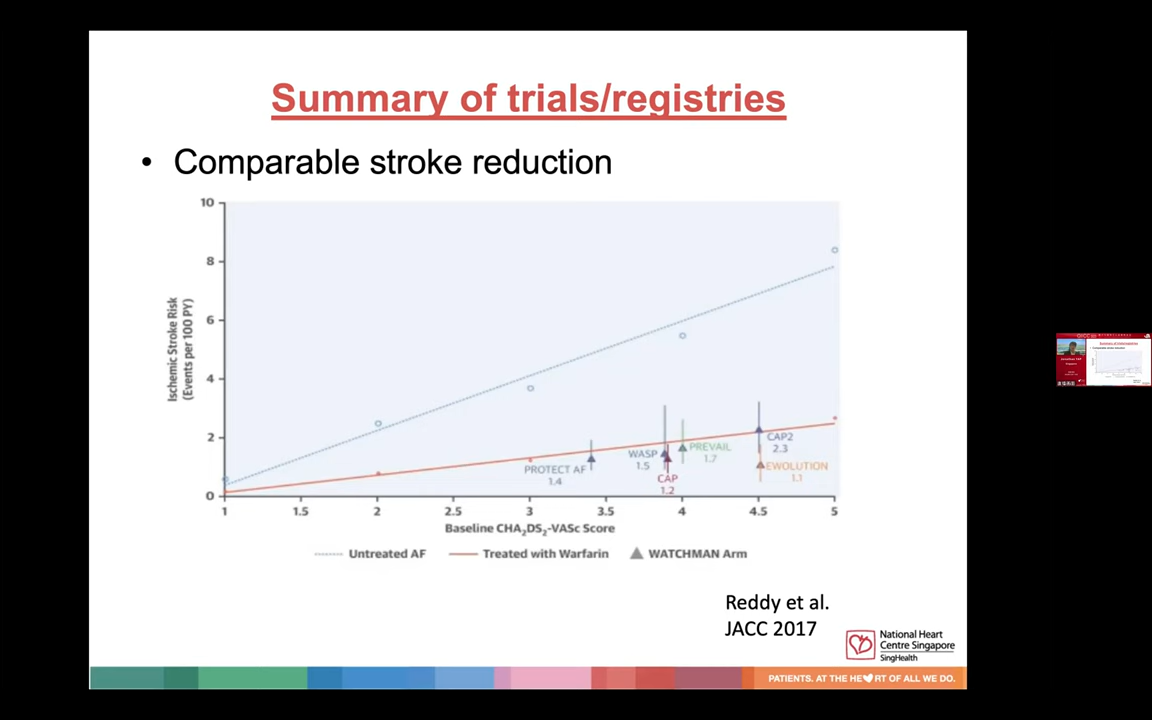 Summary of trials/registries
• Comparable stroke reduction
10
8
6
4
2
0
Ischemic Stroke Risk
(Events per 100 PY)
PROTECT AF
1.4
WASP
1.5
CAP
1.2
PREVAIL
1.7
CAP2
2.3
EWOLUTION
1.1
1 1.5 2 2.5 3 3.5 4 4.5 5
Baseline CHA₂DS₂-VASc Score
Untreated AF Treated with Warfarin WATCHMAN Arm
Reddy et al.
JACC 2017
National Heart
Centre Singapore
SingHealth
PATIENTS. AT THE HE♥RT OF ALL WE DO.